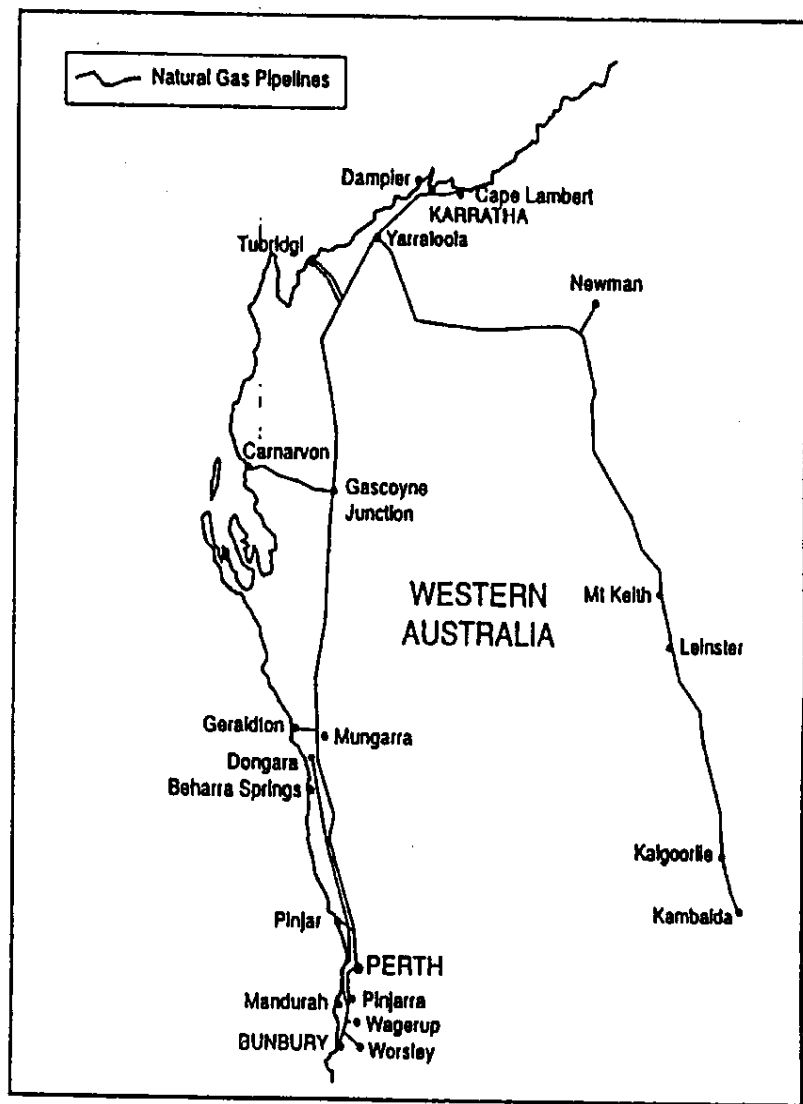 Natural Gas Pipelines
Dampier
Cape Lambert
KARRATHA
Yarraloola
Tubridgi
Newman
Carnarvon
Gascoyne
Junction
WESTERN
AUSTRALIA
Mt Keith
Leinster
Geraldton
Mungarra
Dongara
Beharra Springs
Kalgoorlie
Kambalda
Pinjar
PERTH
Mandurah
Pinjarra
Wagerup
BUNBURY
Worsley